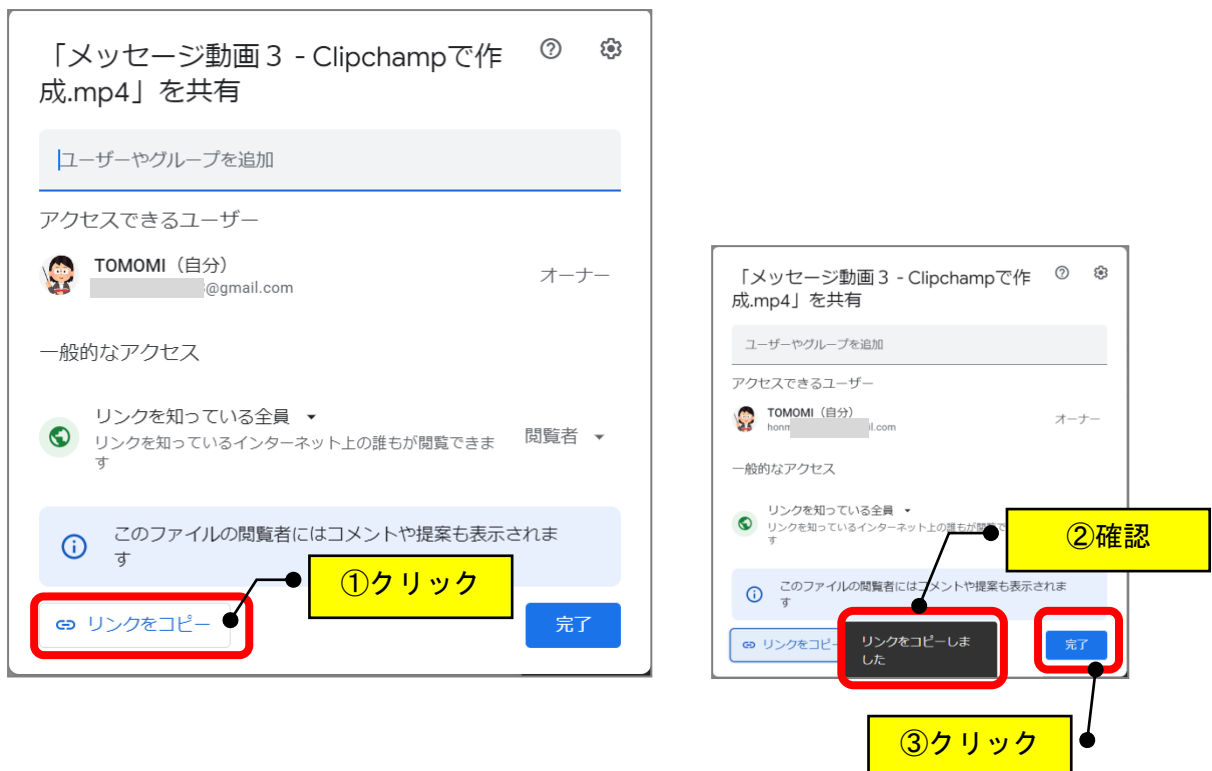 「メッセージ動画３ - Clipchampで作
成.mp4」を共有
ユーザーやグループを追加
アクセスできるユーザー
TOMOMI（自分）
@gmail.com
オーナー
一般的なアクセス
リンクを知っている全員
リンクを知っているインターネット上の誰もが閲覧できま
す
閲覧者
このファイルの閲覧者にはコメントや提案も表示されま
す
①クリック
リンクをコピー
完了
「メッセージ動画３ - Clipchampで作
成.mp4」を共有
ユーザーやグループを追加
アクセスできるユーザー
TOMOMI（自分）
il.com
オーナー
一般的なアクセス
リンクを知っている全員
リンクを知っているインターネット上の誰もが閲覧で
す
②確認
このファイルの閲覧者にはコメントや提案も表示されま
す
リンクをコピー
リンクをコピーしま
した
完了
③クリック